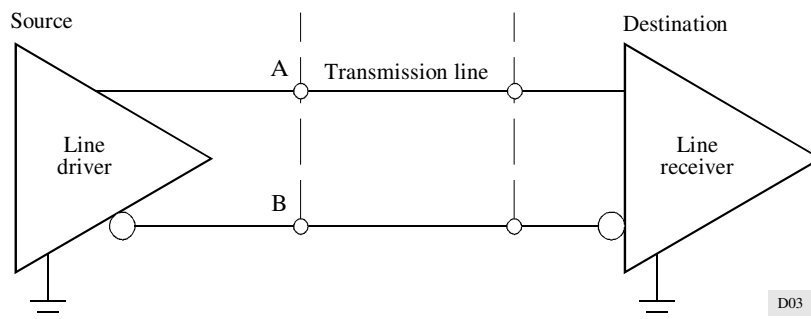 Source
Destination
A
Transmission line
Line
driver
Line
receiver
B
D03